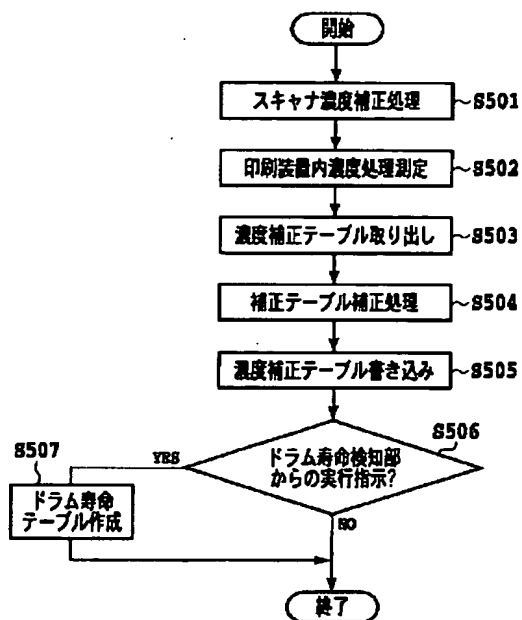 開始
スキャナ濃度補正処理 S501
印刷装置内濃度処理測定 S502
濃度補正テーブル取り出し S503
補正テーブル補正処理 S504
濃度補正テーブル書き込み S505
S506
ドラム寿命検知部
からの実行指示?
YES
S507
ドラム寿命
テーブル作成
NO
終了